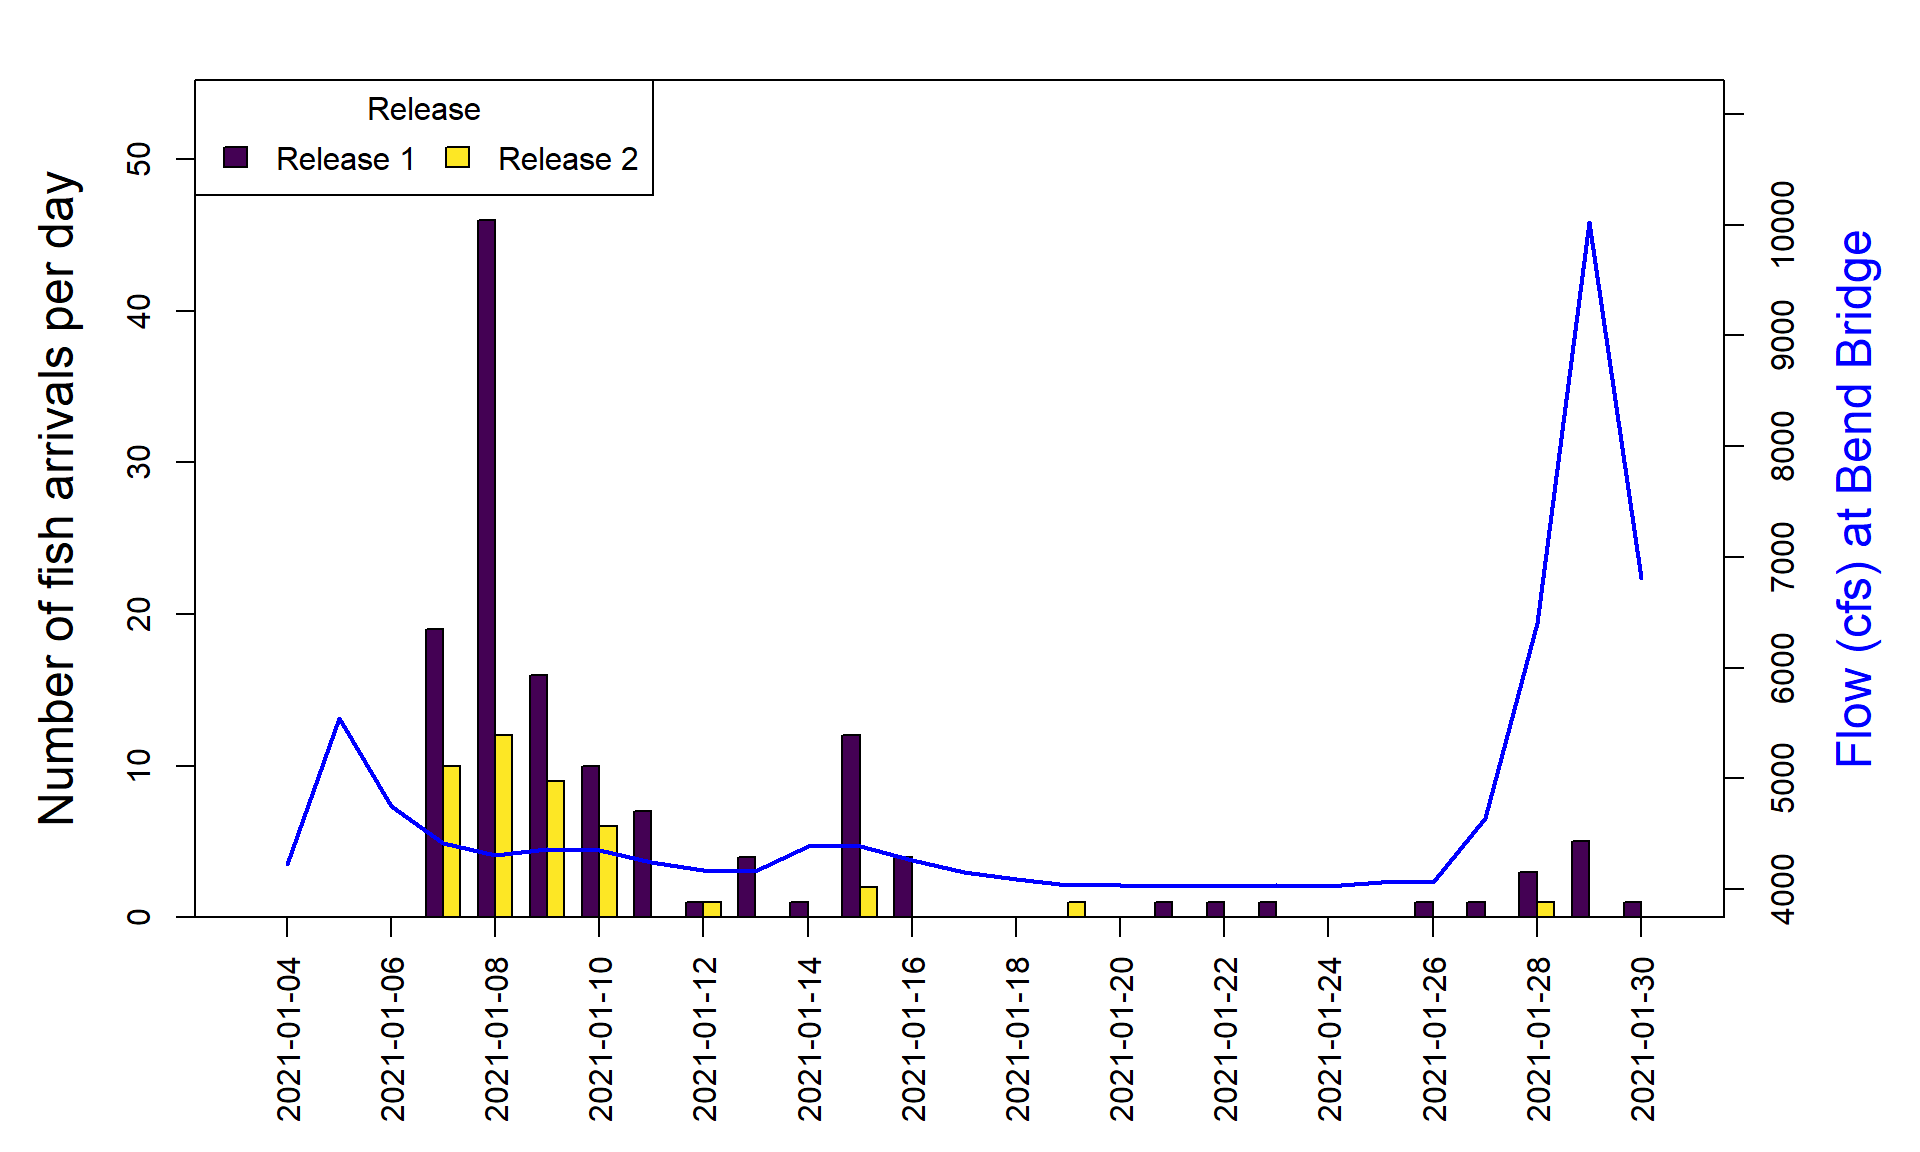 Release
Release 1 Release 2
Number of fish arrivals per day
0 10 20 30 40 50
Flow (cfs) at Bend Bridge
4000 5000 6000 7000 8000 9000 10000
2021-01-04
2021-01-06
2021-01-08
2021-01-10
2021-01-12
2021-01-14
2021-01-16
2021-01-18
2021-01-20
2021-01-22
2021-01-24
2021-01-26
2021-01-28
2021-01-30